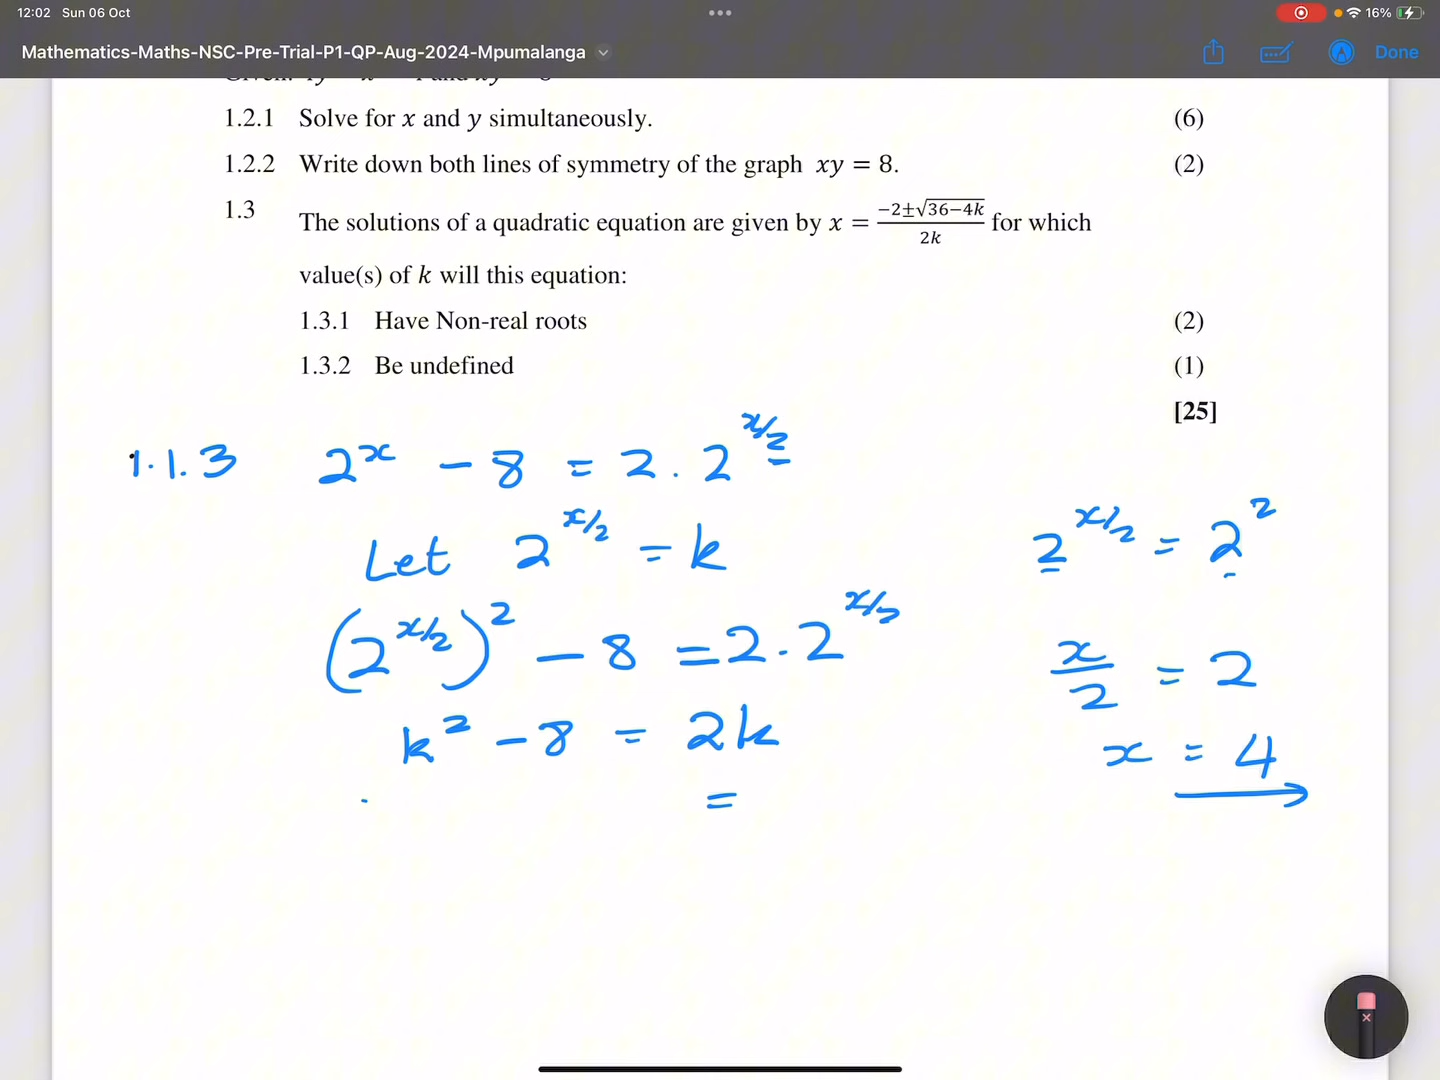 12:02 Sun 06 Oct
16%
Mathematics-Maths-NSC-Pre-Trial-P1-QP-Aug-2024-Mpumalanga
Done
1.2.1 Solve for x and y simultaneously. (6)
1.2.2 Write down both lines of symmetry of the graph xy = 8. (2)
1.3 The solutions of a quadratic equation are given by x = (−2±√36−4k)/2k for which
value(s) of k will this equation:
1.3.1 Have Non-real roots (2)
1.3.2 Be undefined (1)
[25]
1.1.3 2^x − 8 = 2 . 2^x/2
Let 2^x/2 = k
(2^x/2)^2 − 8 = 2 . 2^x/2
k^2 − 8 = 2k
=
2^x/2 = 2^2
x/2 = 2
x = 4